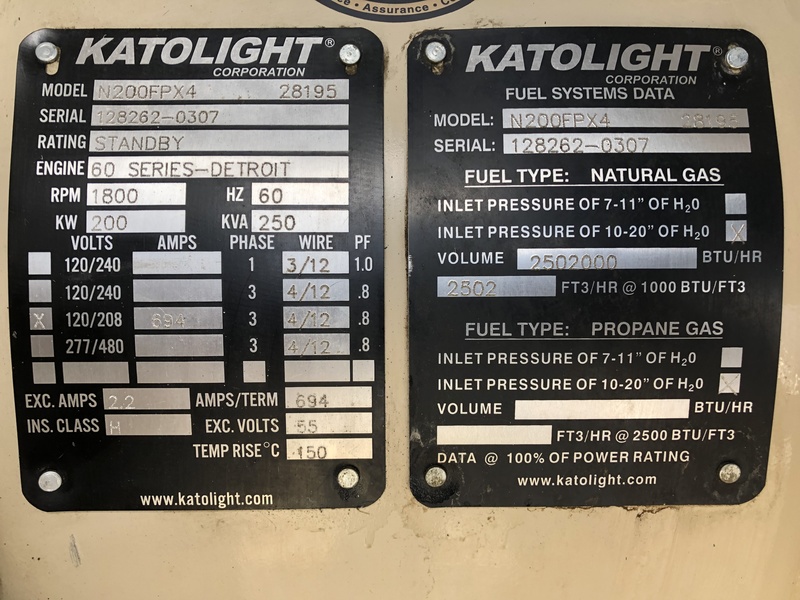 • Assurance •
KATOLIGHT®
CORPORATION
MODEL N200FPX4 28195
SERIAL 128262-0307
RATING STANDBY
ENGINE 60 SERIES-DETROIT
RPM 1800 HZ 60
KW 200 KVA 250
VOLTS AMPS PHASE WIRE PF
120/240 1 3/12 1.0
120/240 3 4/12 .8
X 120/208 694 3 4/12 .8
277/480 3 4/12 .8
EXC. AMPS 2.2 AMPS/TERM 694
INS. CLASS H EXC. VOLTS 55
TEMP RISE°C 150
www.katolight.com
KATOLIGHT®
CORPORATION
FUEL SYSTEMS DATA
MODEL: N200FPX4 28195
SERIAL: 128262-0307
FUEL TYPE: NATURAL GAS
INLET PRESSURE OF 7-11" OF H₂0
INLET PRESSURE OF 10-20" OF H₂0 X
VOLUME 2502000 BTU/HR
2502 FT3/HR @ 1000 BTU/FT3
FUEL TYPE: PROPANE GAS
INLET PRESSURE OF 7-11" OF H₂0
INLET PRESSURE OF 10-20" OF H₂0 X
VOLUME BTU/HR
FT3/HR @ 2500 BTU/FT3
DATA @ 100% OF POWER RATING
www.katolight.com